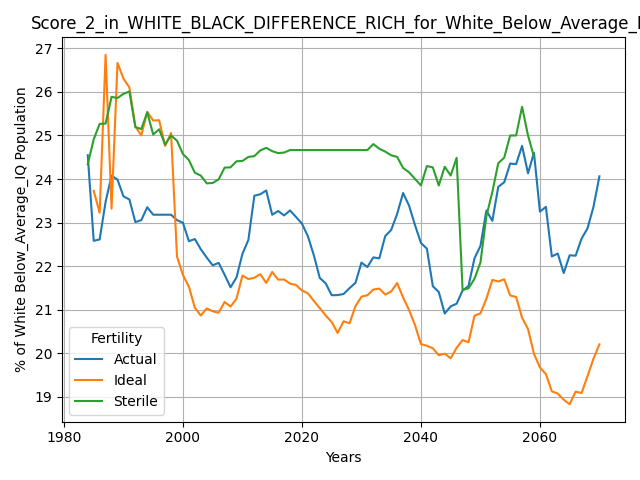 Score_2_in_WHITE_BLACK_DIFFERENCE_RICH_for_White_Below_Average_I
27
26
25
24
23
22
21
20
19
% of White Below_Average_IQ Population
Fertility
Actual
Ideal
Sterile
1980
2000
2020
2040
2060
Years